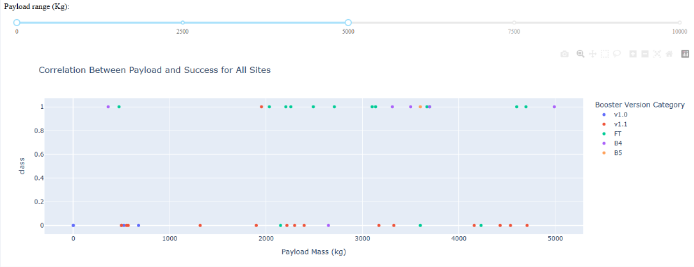 Payload range (Kg):
0 2500 5000 7500 10000
Correlation Between Payload and Success for All Sites
Booster Version Category
v1.0
v1.1
FT
B4
B5
1
0.8
0.6
0.4
0.2
0
class
0 1000 2000 3000 4000 5000
Payload Mass (kg)